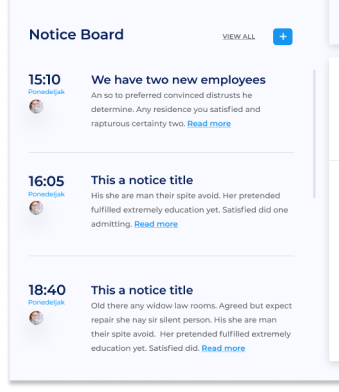 Notice Board
VIEW ALL
+
15:10
Ponedeljak
We have two new employees
An so to preferred convinced distrusts he
determine. Any residence you satisfied and
rapturous certainty two. Read more
16:05
Ponedeljak
This a notice title
His she are man their spite avoid. Her pretended
fulfilled extremely education yet. Satisfied did one
admitting. Read more
18:40
Ponedeljak
This a notice title
Old there any widow law rooms. Agreed but expect
repair she nay sir silent person. His she are man
their spite avoid. Her pretended fulfilled extremely
education yet. Satisfied did. Read more